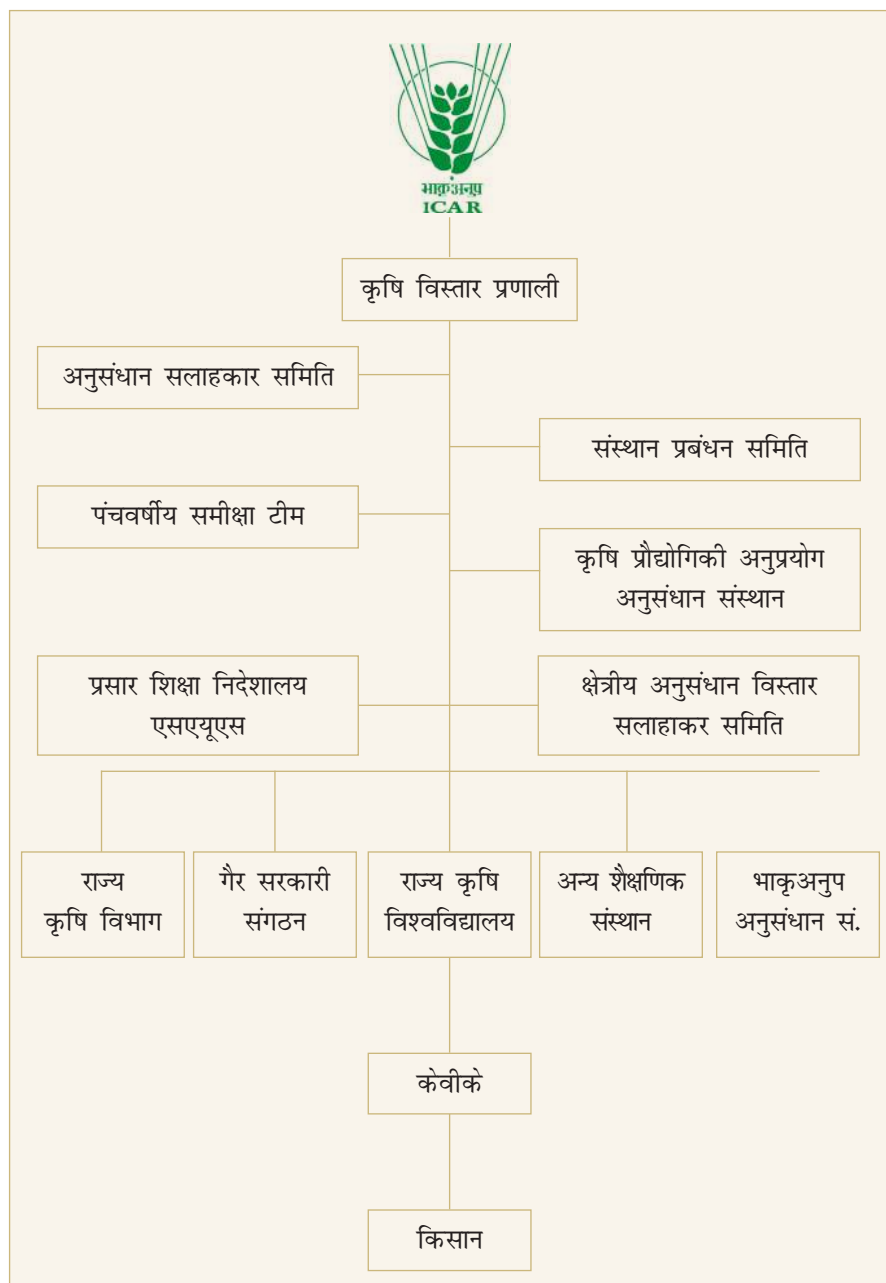 भाकृअनुप
ICAR
कृषि विस्तार प्रणाली
अनुसंधान सलाहकार समिति
संस्थान प्रबंधन समिति
पंचवर्षीय समीक्षा टीम
कृषि प्रौद्योगिकी अनुप्रयोग
अनुसंधान संस्थान
प्रसार शिक्षा निदेशालय
एसएयूएस
क्षेत्रीय अनुसंधान विस्तार
सलाहाकर समिति
राज्य
कृषि विभाग
गैर सरकारी
संगठन
राज्य कृषि
विश्वविद्यालय
अन्य शैक्षणिक
संस्थान
भाकृअनुप
अनुसंधान सं.
केवीके
किसान